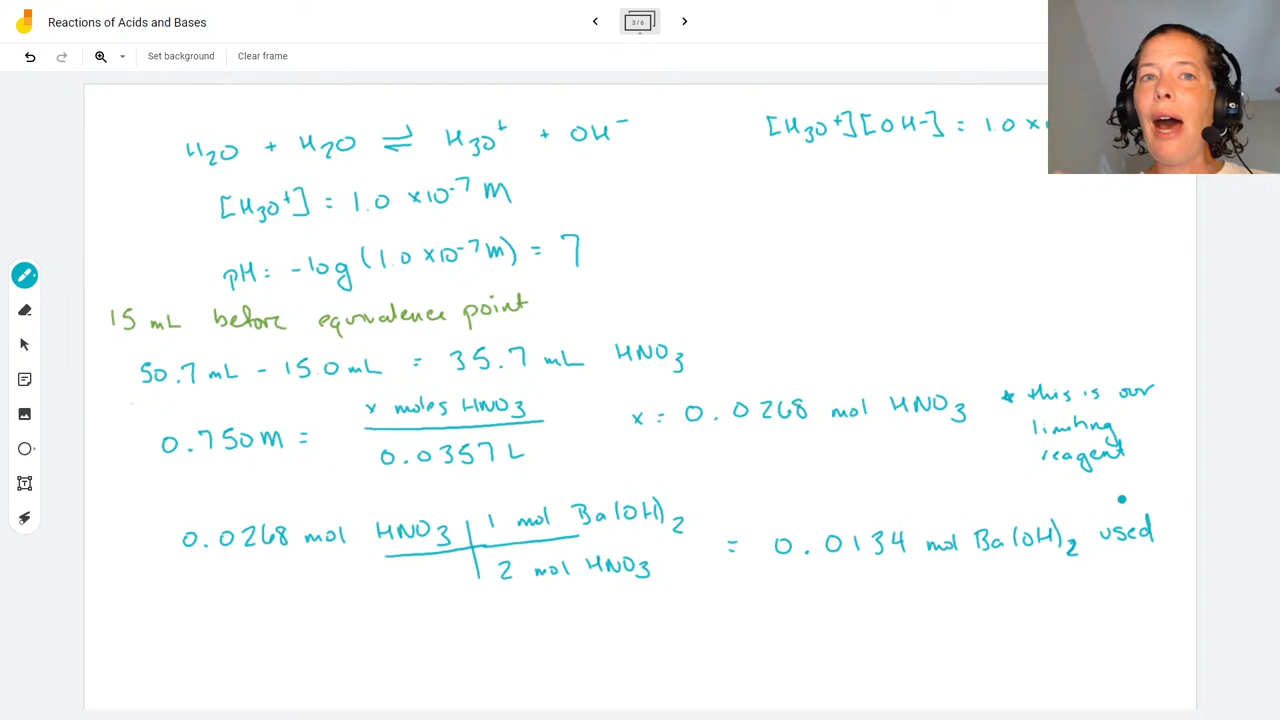 Reactions of Acids and Bases
3/6
Set background
Clear frame
H2O + H2O ⇌ H3O+ + OH-
[H3O+][OH-] = 1.0 x
[H3O+] = 1.0 x10-7 M
pH = -log (1.0 x10-7 M) = 7
15 mL before equivalence point
50.7 mL - 15.0 mL = 35.7 mL HNO3
x moles HNO3
0.750 M =
0.0357 L
x = 0.0268 mol HNO3
* this is our
limiting
reagent
0.0268 mol HNO3 | 1 mol Ba(OH)2
2 mol HNO3
= 0.0134 mol Ba(OH)2 used